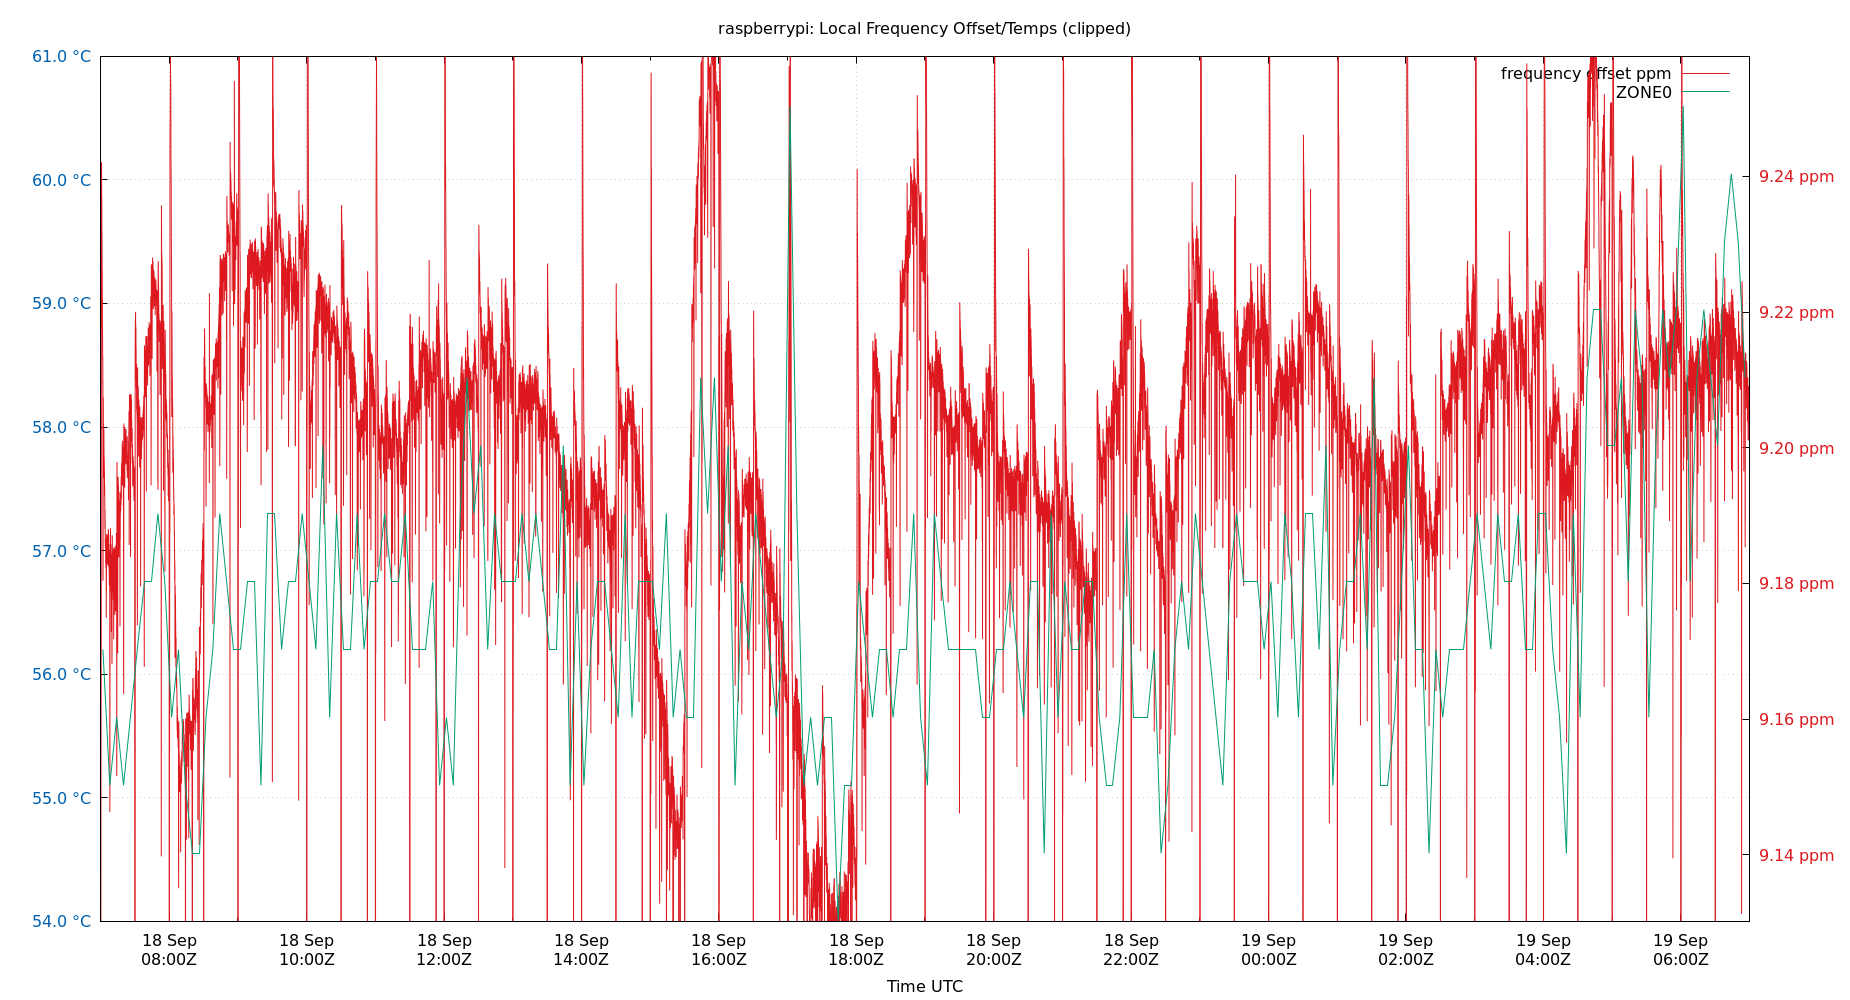 raspberrypi: Local Frequency Offset/Temps (clipped)
61.0 °C
60.0 °C
59.0 °C
58.0 °C
57.0 °C
56.0 °C
55.0 °C
54.0 °C
frequency offset ppm
ZONE0
9.24 ppm
9.22 ppm
9.20 ppm
9.18 ppm
9.16 ppm
9.14 ppm
18 Sep 18 Sep 18 Sep 18 Sep 18 Sep 18 Sep 18 Sep 18 Sep 19 Sep 19 Sep 19 Sep 19 Sep
08:00Z 10:00Z 12:00Z 14:00Z 16:00Z 18:00Z 20:00Z 22:00Z 00:00Z 02:00Z 04:00Z 06:00Z
Time UTC